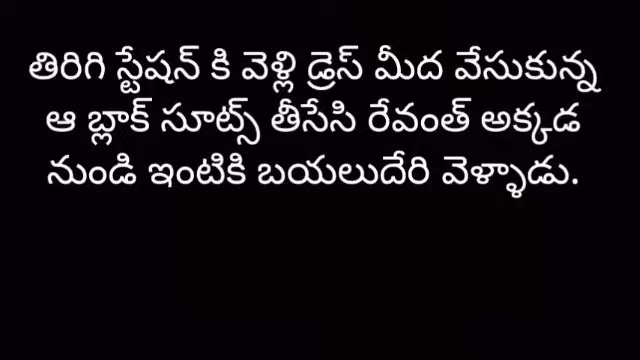 తిరిగి స్టేషన్ కి వెళ్లి డ్రెస్ మీద వేసుకున్న
ఆ బ్లాక్ సూట్స్ తీసేసి రేవంత్ అక్కడ
నుండి ఇంటికి బయలుదేరి వెళ్ళాడు.